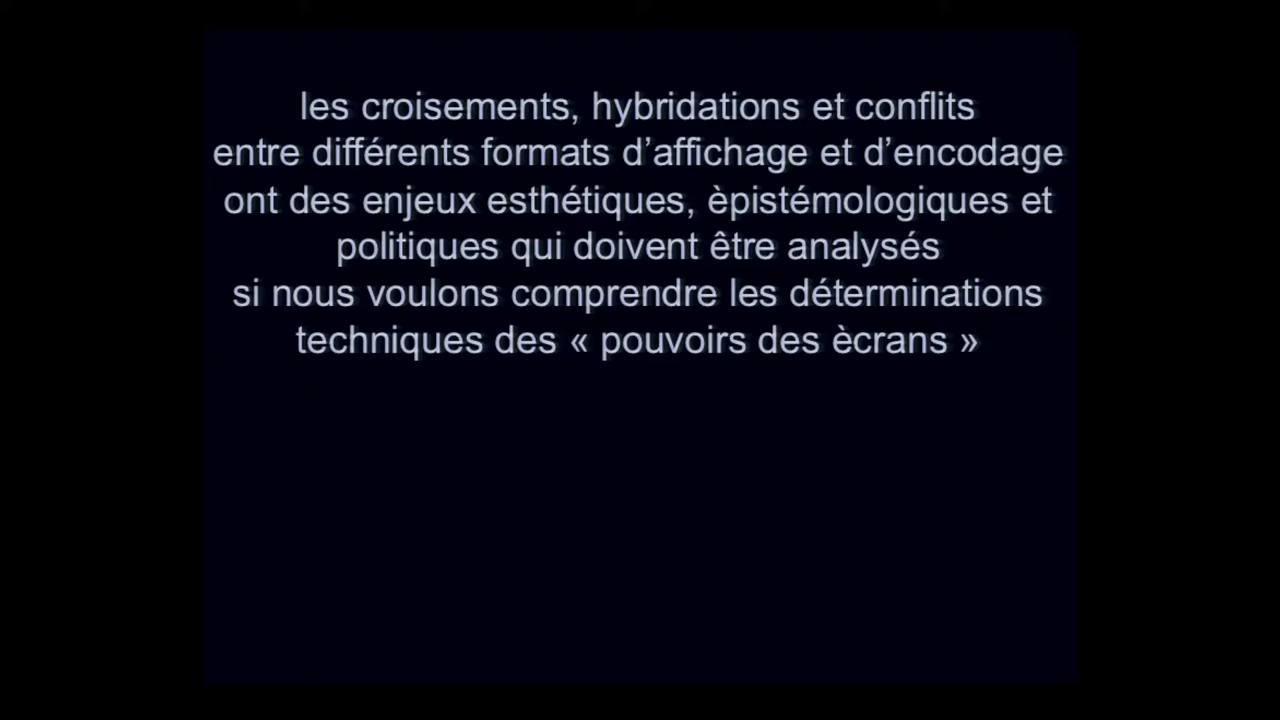 les croisements, hybridations et conflits
entre différents formats d’affichage et d’encodage
ont des enjeux esthétiques, èpistémologiques et
politiques qui doivent être analysés
si nous voulons comprendre les déterminations
techniques des « pouvoirs des ècrans »